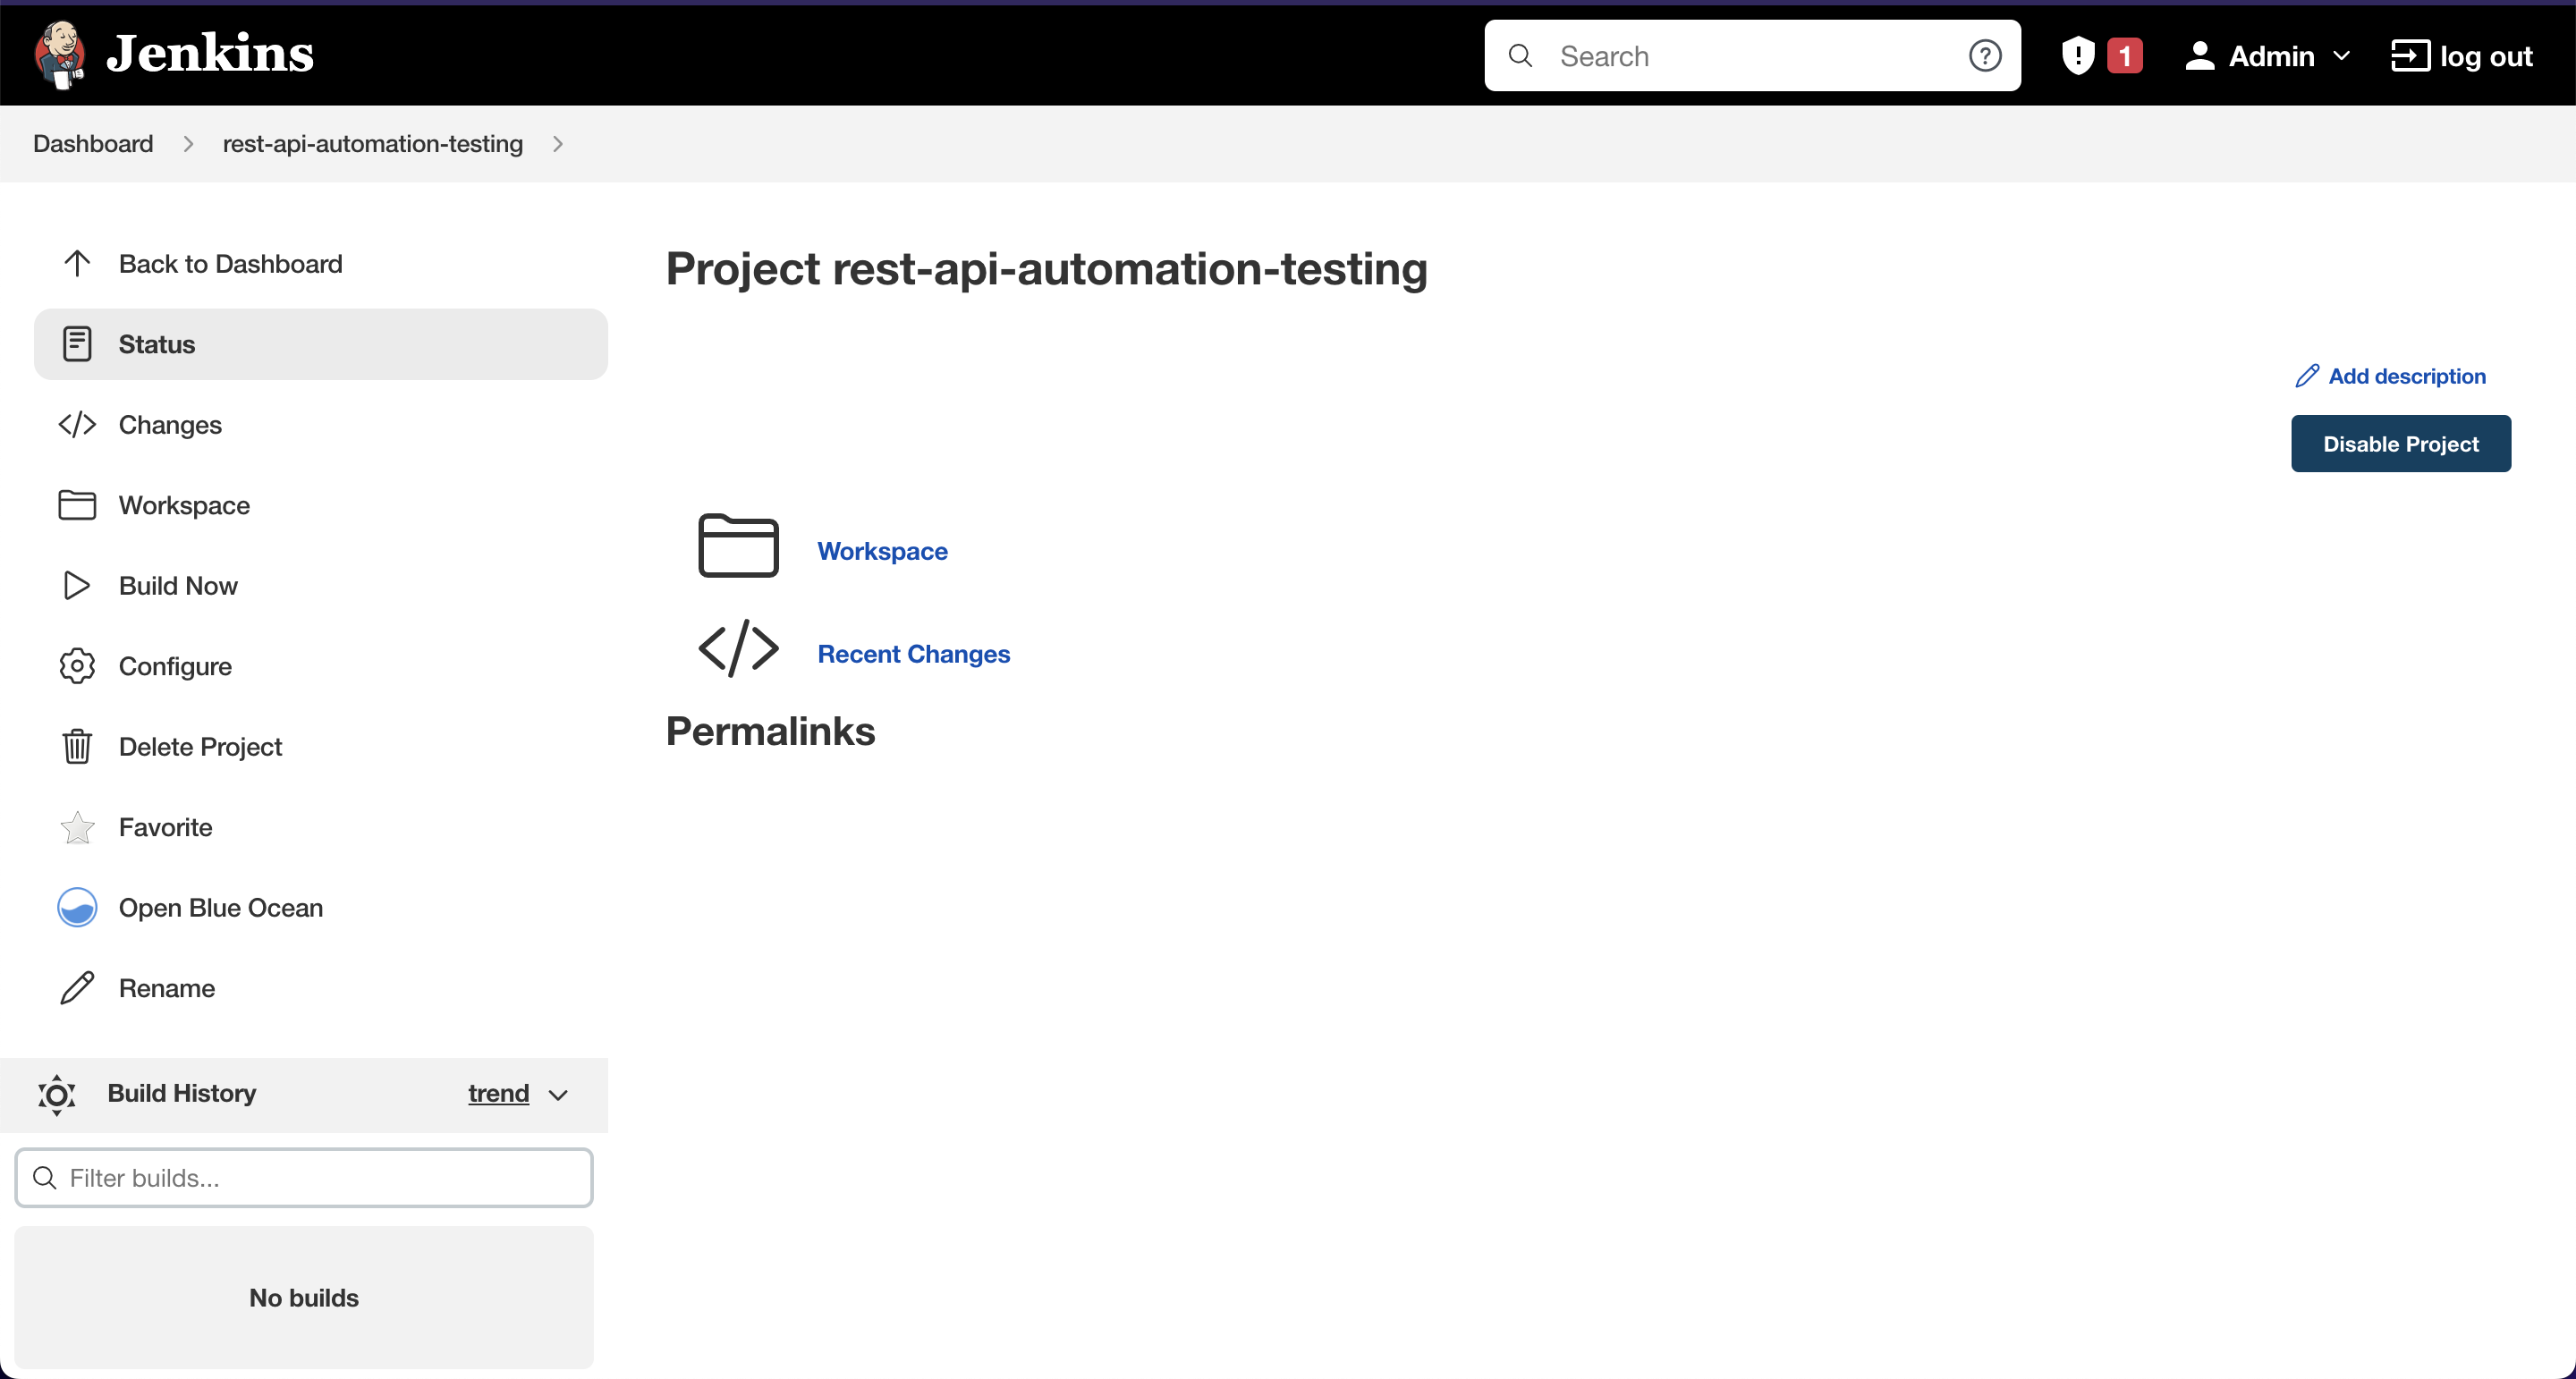 Jenkins
Search
1
Admin
log out
Dashboard
rest-api-automation-testing
Back to Dashboard
Status
Changes
Workspace
Build Now
Configure
Delete Project
Favorite
Open Blue Ocean
Rename
Build History
trend
Filter builds...
No builds
Project rest-api-automation-testing
Add description
Disable Project
Workspace
Recent Changes
Permalinks